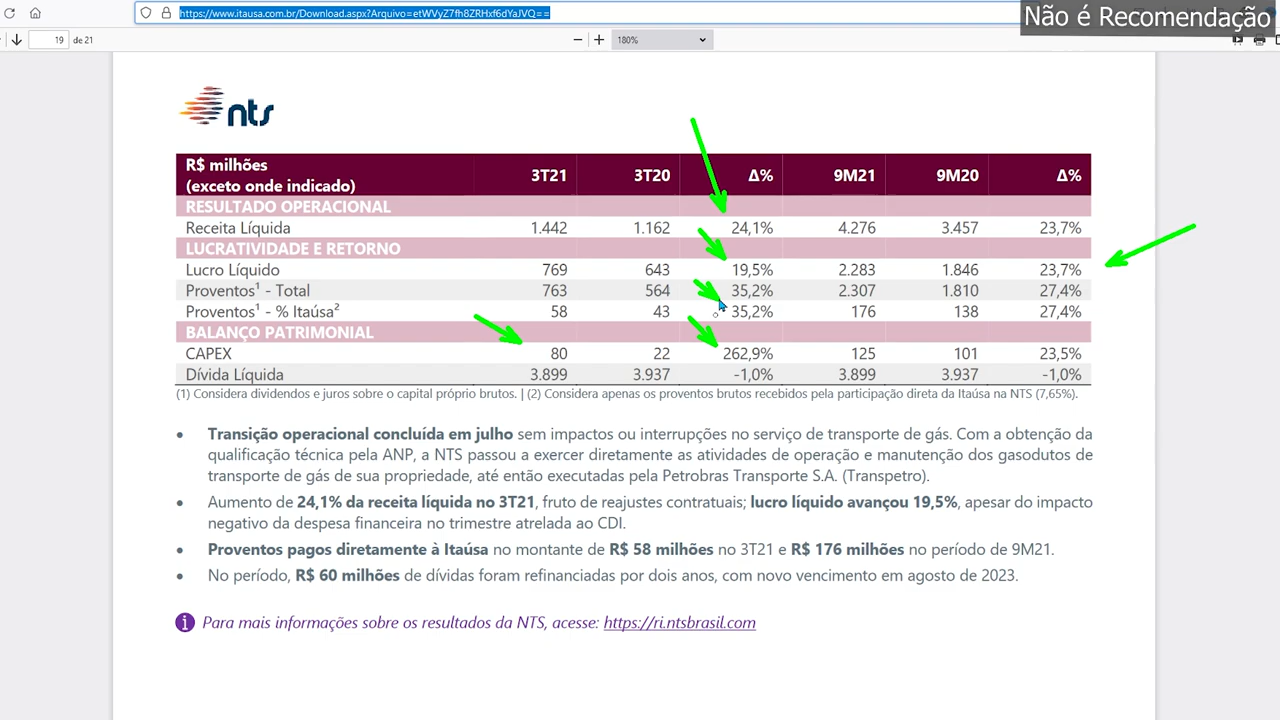 https://www.itausa.com.br/Download.aspx?Arquivo=etWVyZ7fh8ZRHxf6dYaJVQ==
Não é Recomendação
19 de 21
180%
nts
R$ milhões
(exceto onde indicado) 3T21 3T20 Δ% 9M21 9M20 Δ%
RESULTADO OPERACIONAL
Receita Líquida 1.442 1.162 24,1% 4.276 3.457 23,7%
LUCRATIVIDADE E RETORNO
Lucro Líquido 769 643 19,5% 2.283 1.846 23,7%
Proventos¹ - Total 763 564 35,2% 2.307 1.810 27,4%
Proventos¹ - % Itaúsa² 58 43 35,2% 176 138 27,4%
BALANÇO PATRIMONIAL
CAPEX 80 22 262,9% 125 101 23,5%
Dívida Líquida 3.899 3.937 -1,0% 3.899 3.937 -1,0%
(1) Considera dividendos e juros sobre o capital próprio brutos. | (2) Considera apenas os proventos brutos recebidos pela participação direta da Itaúsa na NTS (7,65%).
• Transição operacional concluída em julho sem impactos ou interrupções no serviço de transporte de gás. Com a obtenção da
qualificação técnica pela ANP, a NTS passou a exercer diretamente as atividades de operação e manutenção dos gasodutos de
transporte de gás de sua propriedade, até então executadas pela Petrobras Transporte S.A. (Transpetro).
• Aumento de 24,1% da receita líquida no 3T21, fruto de reajustes contratuais; lucro líquido avançou 19,5%, apesar do impacto
negativo da despesa financeira no trimestre atrelada ao CDI.
• Proventos pagos diretamente à Itaúsa no montante de R$ 58 milhões no 3T21 e R$ 176 milhões no período de 9M21.
• No período, R$ 60 milhões de dívidas foram refinanciadas por dois anos, com novo vencimento em agosto de 2023.
Para mais informações sobre os resultados da NTS, acesse: https://ri.ntsbrasil.com